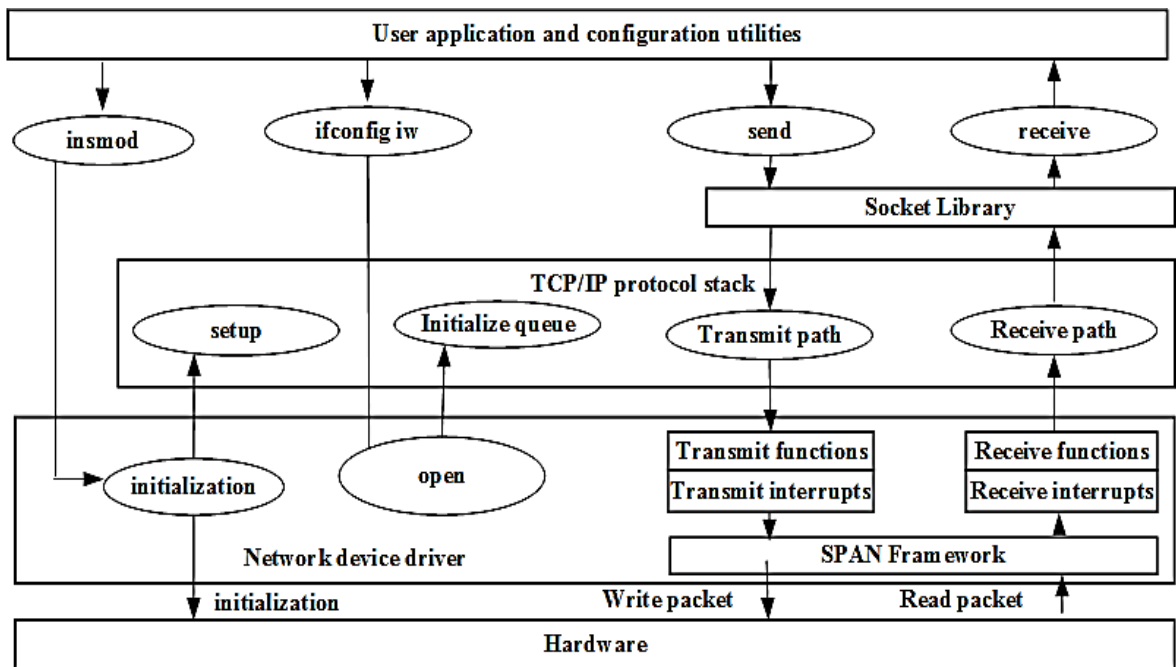 User application and configuration utilities
insmod
ifconfig iw
send
receive
Socket Library
TCP/IP protocol stack
setup
Initialize queue
Transmit path
Receive path
initialization
open
Transmit functions
Transmit interrupts
Receive functions
Receive interrupts
Network device driver
SPAN Framework
initialization
Write packet
Read packet
Hardware